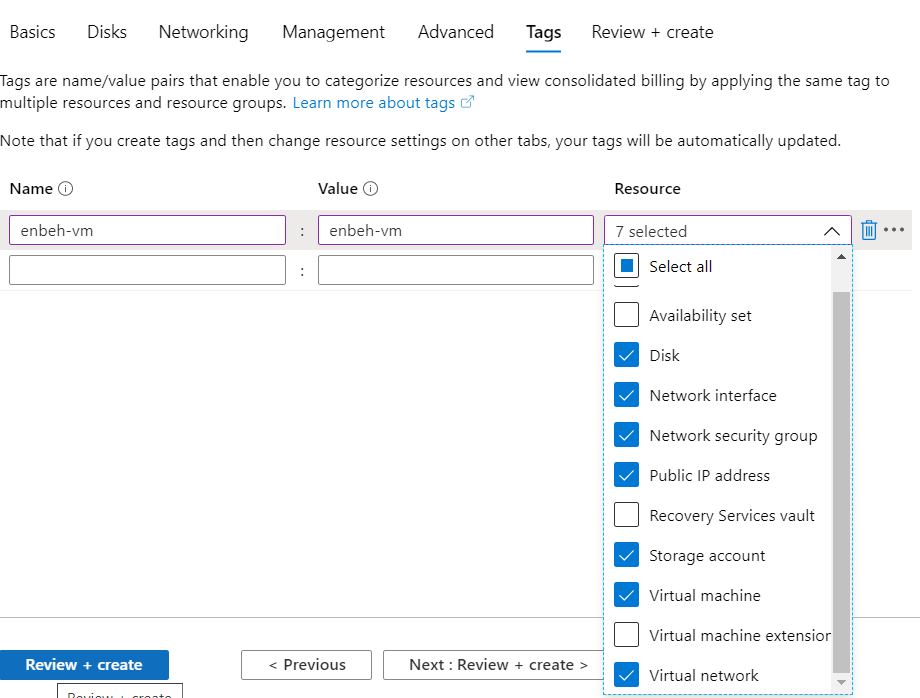 Basics Disks Networking Management Advanced Tags Review + create
Tags are name/value pairs that enable you to categorize resources and view consolidated billing by applying the same tag to
multiple resources and resource groups. Learn more about tags
Note that if you create tags and then change resource settings on other tabs, your tags will be automatically updated.
Name Value Resource
enbeh-vm : enbeh-vm 7 selected
:
Select all
Availability set
Disk
Network interface
Network security group
Public IP address
Recovery Services vault
Storage account
Virtual machine
Virtual machine extension
Virtual network
Review + create < Previous Next : Review + create >
Review + create